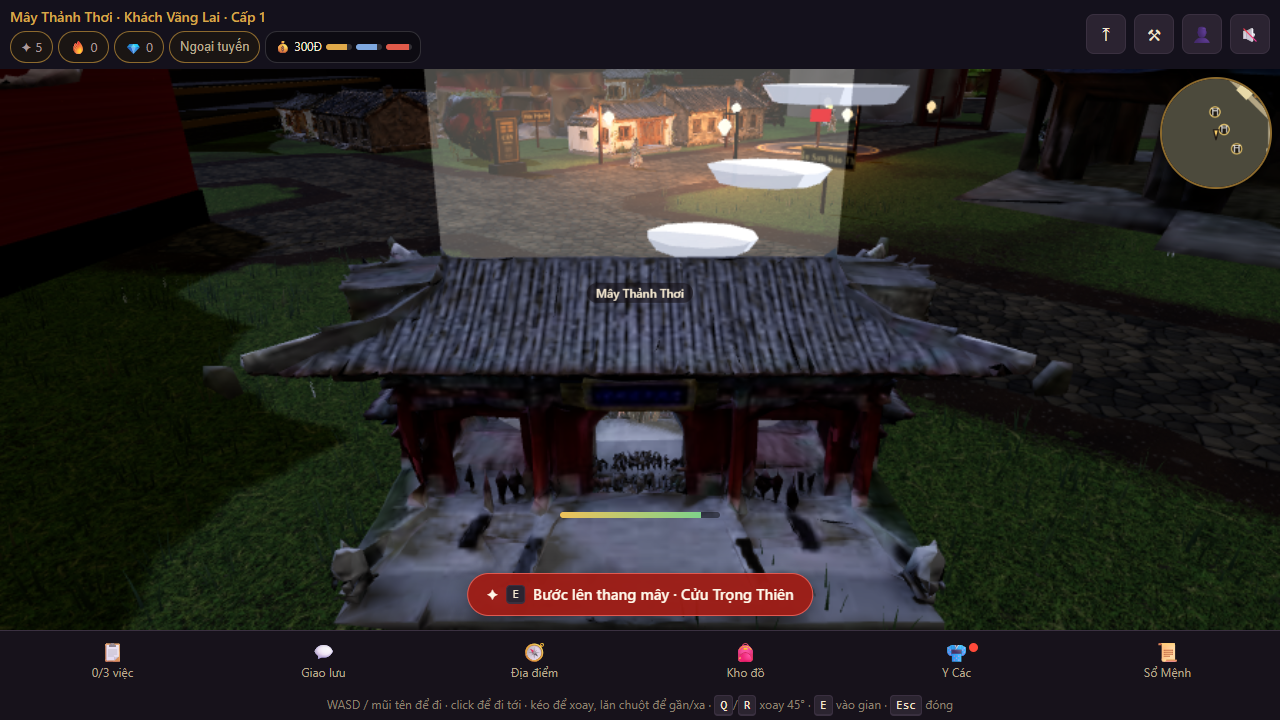 Mây Thảnh Thơi · Khách Vãng Lai · Cấp 1
5
0
0
Ngoại tuyến
300Đ
Mây Thảnh Thơi
E Bước lên thang mây · Cửu Trọng Thiên
0/3 việc
Giao lưu
Địa điểm
Kho đồ
Y Các
Sổ Mệnh
WASD / mũi tên để đi · click để đi tới · kéo để xoay, lăn chuột để gần/xa · Q / R xoay 45° · E vào gian · Esc đóng